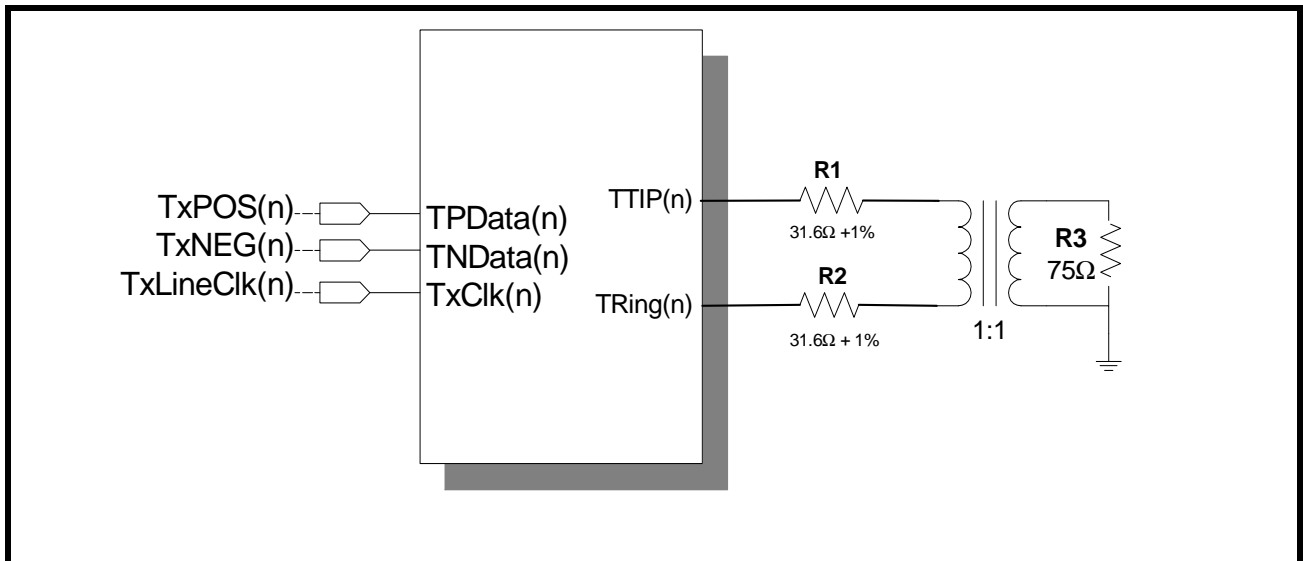 TxPOS(n)
TxNEG(n)
TxLineClk(n)
TPData(n)
TNData(n)
TxClk(n)
TTIP(n)
TRing(n)
R1
31.6Ω +1%
R2
31.6Ω + 1%
1:1
R3
75Ω